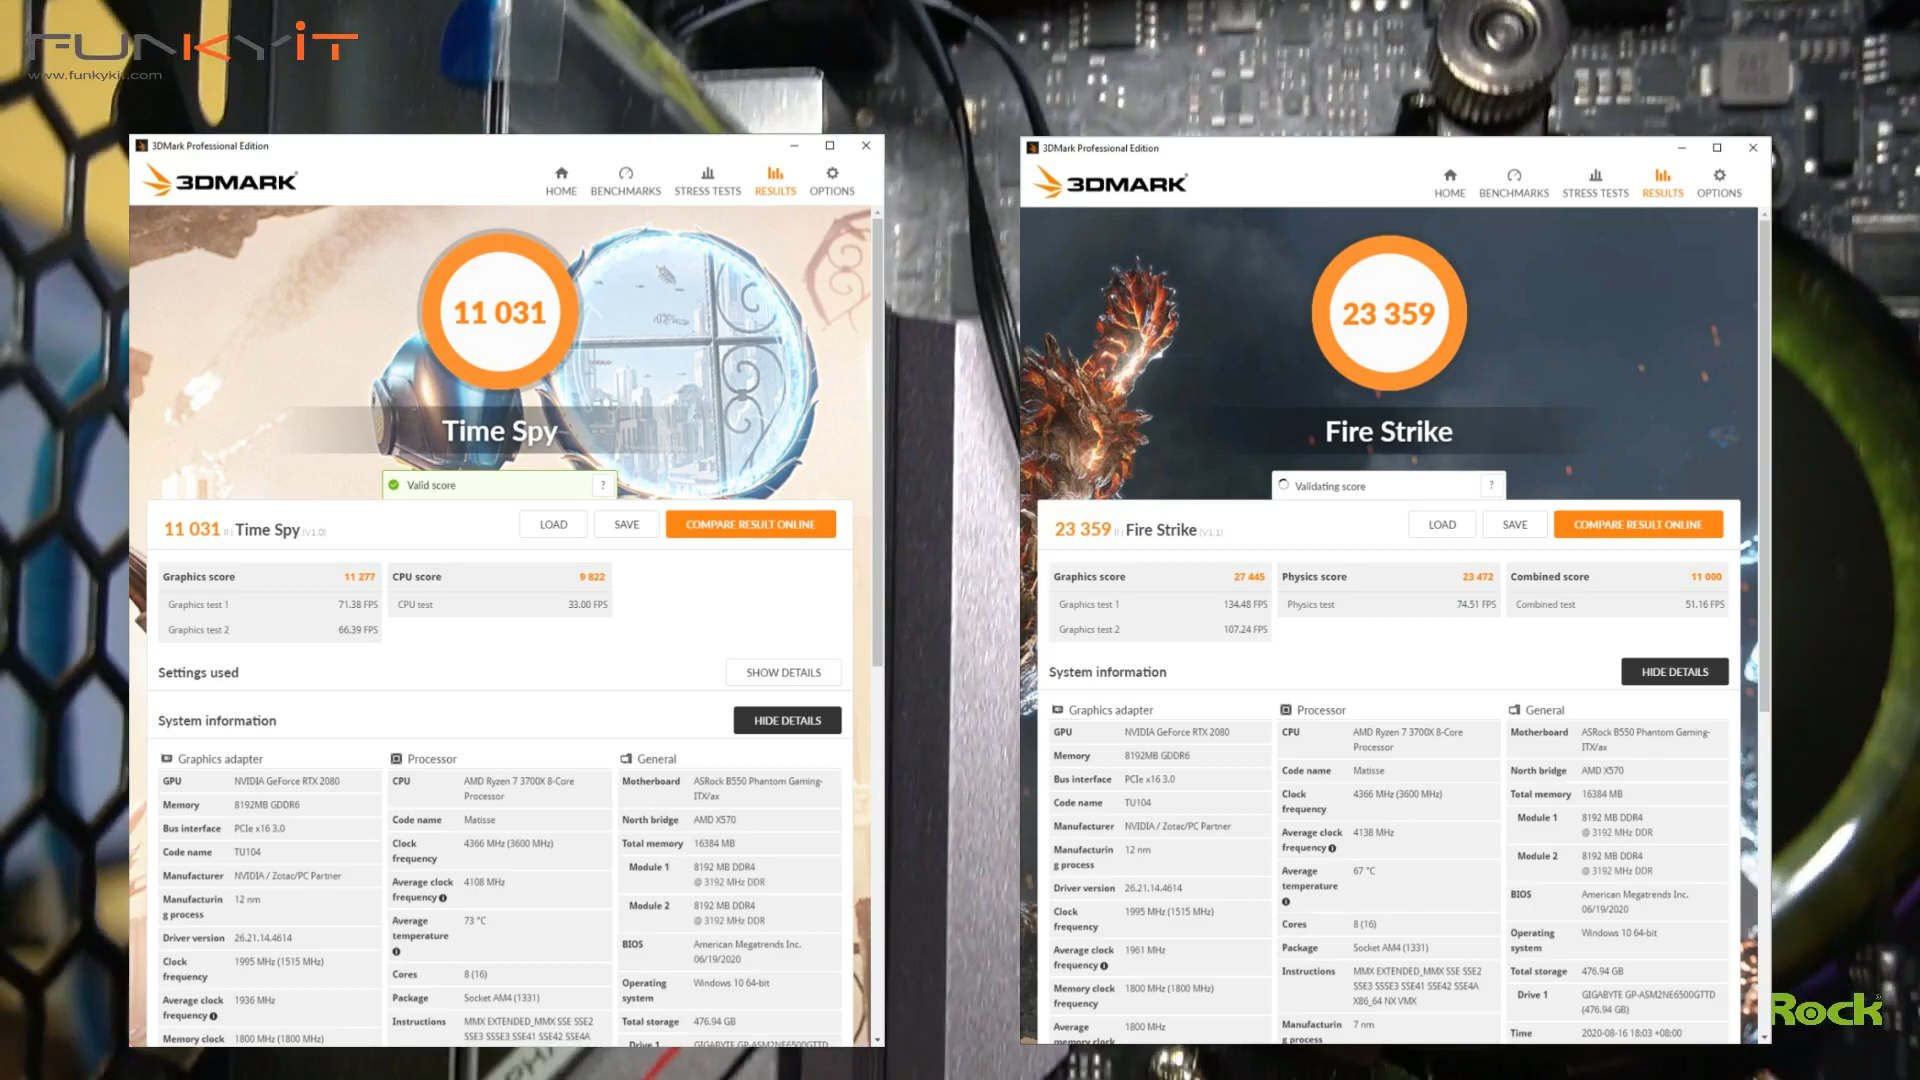 FUNKYKIT
www.funkykit.com
3DMark Professional Edition
3DMARK
HOME
BENCHMARKS
STRESS TESTS
RESULTS
OPTIONS
11 031
Time Spy
Valid score
?
11 031 Time Spy (V1.0)
LOAD
SAVE
COMPARE RESULT ONLINE
Graphics score 11 277
Graphics test 1 71.38 FPS
Graphics test 2 66.39 FPS
CPU score 9 822
CPU test 33.00 FPS
Settings used
SHOW DETAILS
System information
HIDE DETAILS
Graphics adapter
GPU NVIDIA GeForce RTX 2080
Memory 8192MB GDDR6
Bus interface PCIe x16 3.0
Code name TU104
Manufacturer NVIDIA / Zotac/PC Partner
Manufacturin 12 nm
g process
Driver version 26.21.14.4614
Clock 1995 MHz (1515 MHz)
frequency
Average clock 1936 MHz
frequency
Memory clock 1800 MHz (1800 MHz)
Processor
CPU AMD Ryzen 7 3700X 8-Core
Processor
Code name Matisse
Clock 4366 MHz (3600 MHz)
frequency
Average clock 4108 MHz
frequency
Average 73 °C
temperature
Cores 8 (16)
Package Socket AM4 (1331)
Instructions MMX EXTENDED_MMX SSE SSE2
SSE3 SSSE3 SSE41 SSE42 SSE4A
General
Motherboard ASRock B550 Phantom Gaming-
ITX/ax
North bridge AMD X570
Total memory 16384 MB
Module 1 8192 MB DDR4
@ 3192 MHz DDR
Module 2 8192 MB DDR4
@ 3192 MHz DDR
BIOS American Megatrends Inc.
06/19/2020
Operating Windows 10 64-bit
system
Total storage 476.94 GB
Drive 1 GIGABYTE GP-ASM2NE6500GTTD
3DMark Professional Edition
3DMARK
HOME
BENCHMARKS
STRESS TESTS
RESULTS
OPTIONS
23 359
Fire Strike
Validating score
?
23 359 Fire Strike (V1.1)
LOAD
SAVE
COMPARE RESULT ONLINE
Graphics score 27 445
Graphics test 1 134.48 FPS
Graphics test 2 107.24 FPS
Physics score 23 472
Physics test 74.51 FPS
Combined score 11 000
Combined test 51.16 FPS
System information
HIDE DETAILS
Graphics adapter
GPU NVIDIA GeForce RTX 2080
Memory 8192MB GDDR6
Bus interface PCIe x16 3.0
Code name TU104
Manufacturer NVIDIA / Zotac/PC Partner
Manufacturin 12 nm
g process
Driver version 26.21.14.4614
Clock 1995 MHz (1515 MHz)
frequency
Average clock 1961 MHz
frequency
Memory clock 1800 MHz (1800 MHz)
frequency
Average 1800 MHz
memory clock
Processor
CPU AMD Ryzen 7 3700X 8-Core
Processor
Code name Matisse
Clock 4366 MHz (3600 MHz)
frequency
Average clock 4138 MHz
frequency
Average 67 °C
temperature
Cores 8 (16)
Package Socket AM4 (1331)
Instructions MMX EXTENDED_MMX SSE SSE2
SSE3 SSSE3 SSE41 SSE42 SSE4A
X86_64 NX VMX
Manufacturin 7 nm
g process
General
Motherboard ASRock B550 Phantom Gaming-
ITX/ax
North bridge AMD X570
Total memory 16384 MB
Module 1 8192 MB DDR4
@ 3192 MHz DDR
Module 2 8192 MB DDR4
@ 3192 MHz DDR
BIOS American Megatrends Inc.
06/19/2020
Operating Windows 10 64-bit
system
Total storage 476.94 GB
Drive 1 GIGABYTE GP-ASM2NE6500GTTD
(476.94 GB)
Time 2020-08-16 18:03 +08:00
Rock